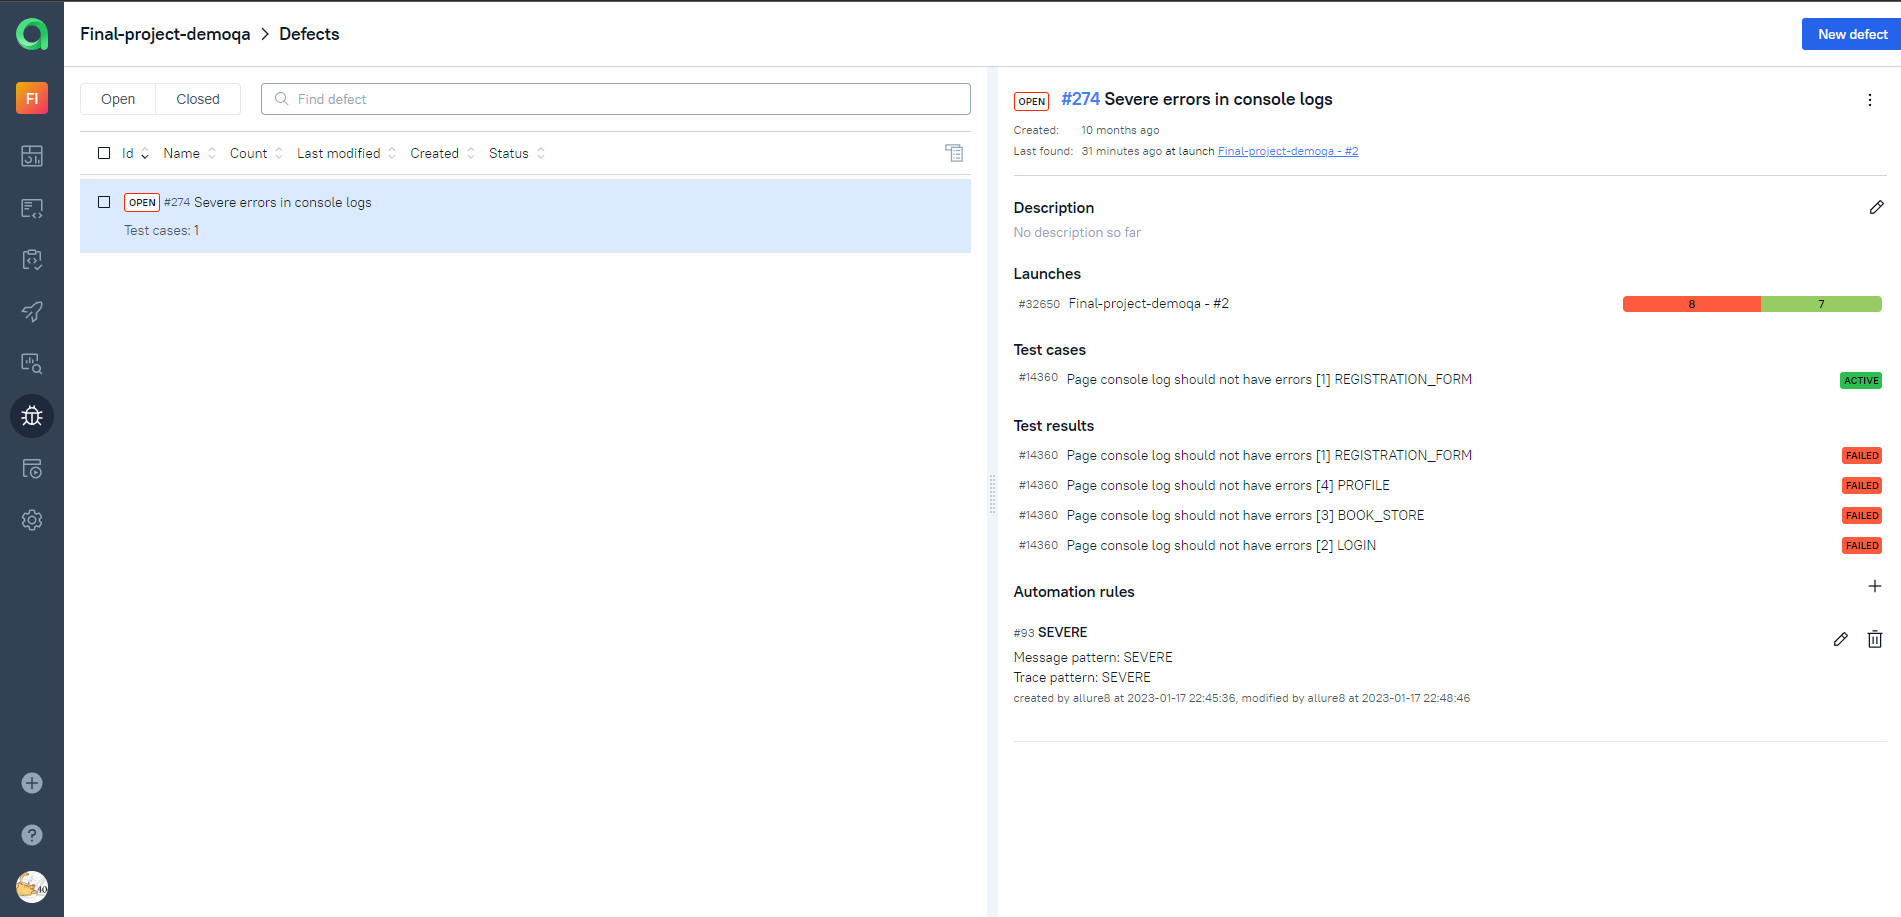 Final-project-demoqa > Defects
New defect
FI
Open Closed Find defect
Id Name Count Last modified Created Status
OPEN #274 Severe errors in console logs
Test cases: 1
OPEN #274 Severe errors in console logs
Created: 10 months ago
Last found: 31 minutes ago at launch Final-project-demoqa - #2
Description
No description so far
Launches
#32650 Final-project-demoqa - #2 8 7
Test cases
#14360 Page console log should not have errors [1] REGISTRATION_FORM ACTIVE
Test results
#14360 Page console log should not have errors [1] REGISTRATION_FORM FAILED
#14360 Page console log should not have errors [4] PROFILE FAILED
#14360 Page console log should not have errors [3] BOOK_STORE FAILED
#14360 Page console log should not have errors [2] LOGIN FAILED
Automation rules
#93 SEVERE
Message pattern: SEVERE
Trace pattern: SEVERE
created by allure8 at 2023-01-17 22:45:36, modified by allure8 at 2023-01-17 22:48:46